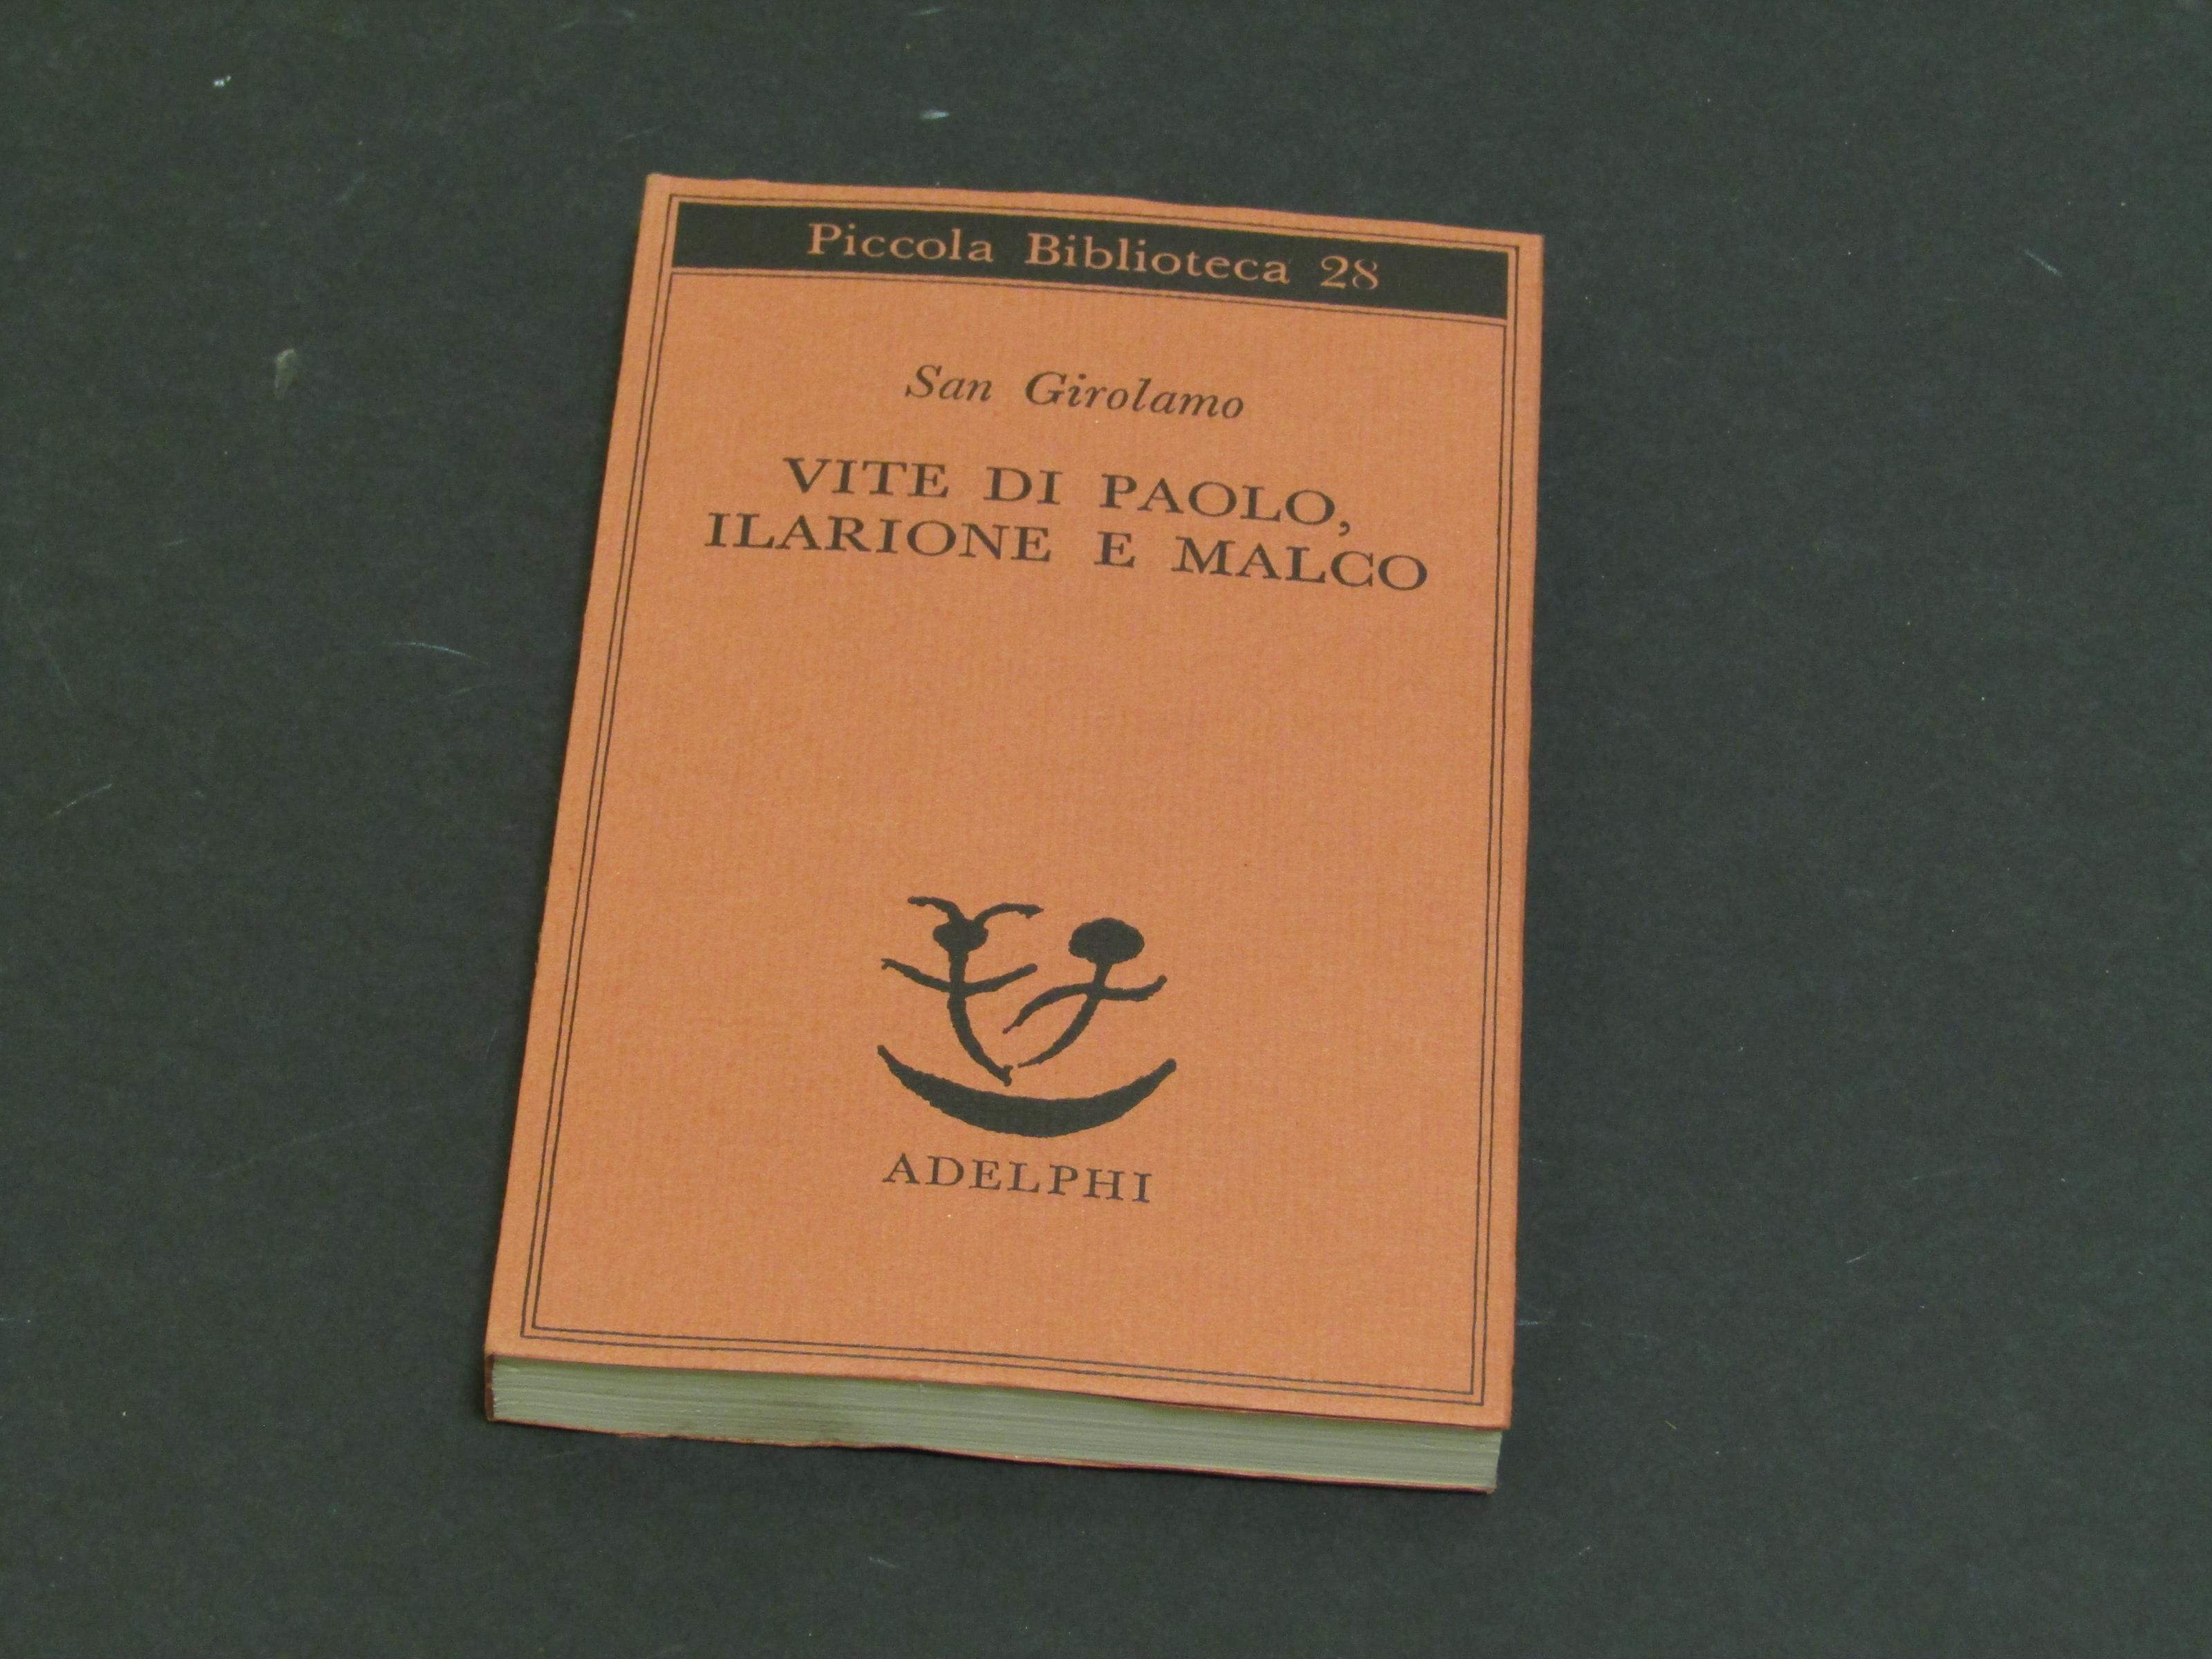 Piccola Biblioteca 28
San Girolamo
VITE DI PAOLO,
ILARIONE E MALCO
ADELPHI